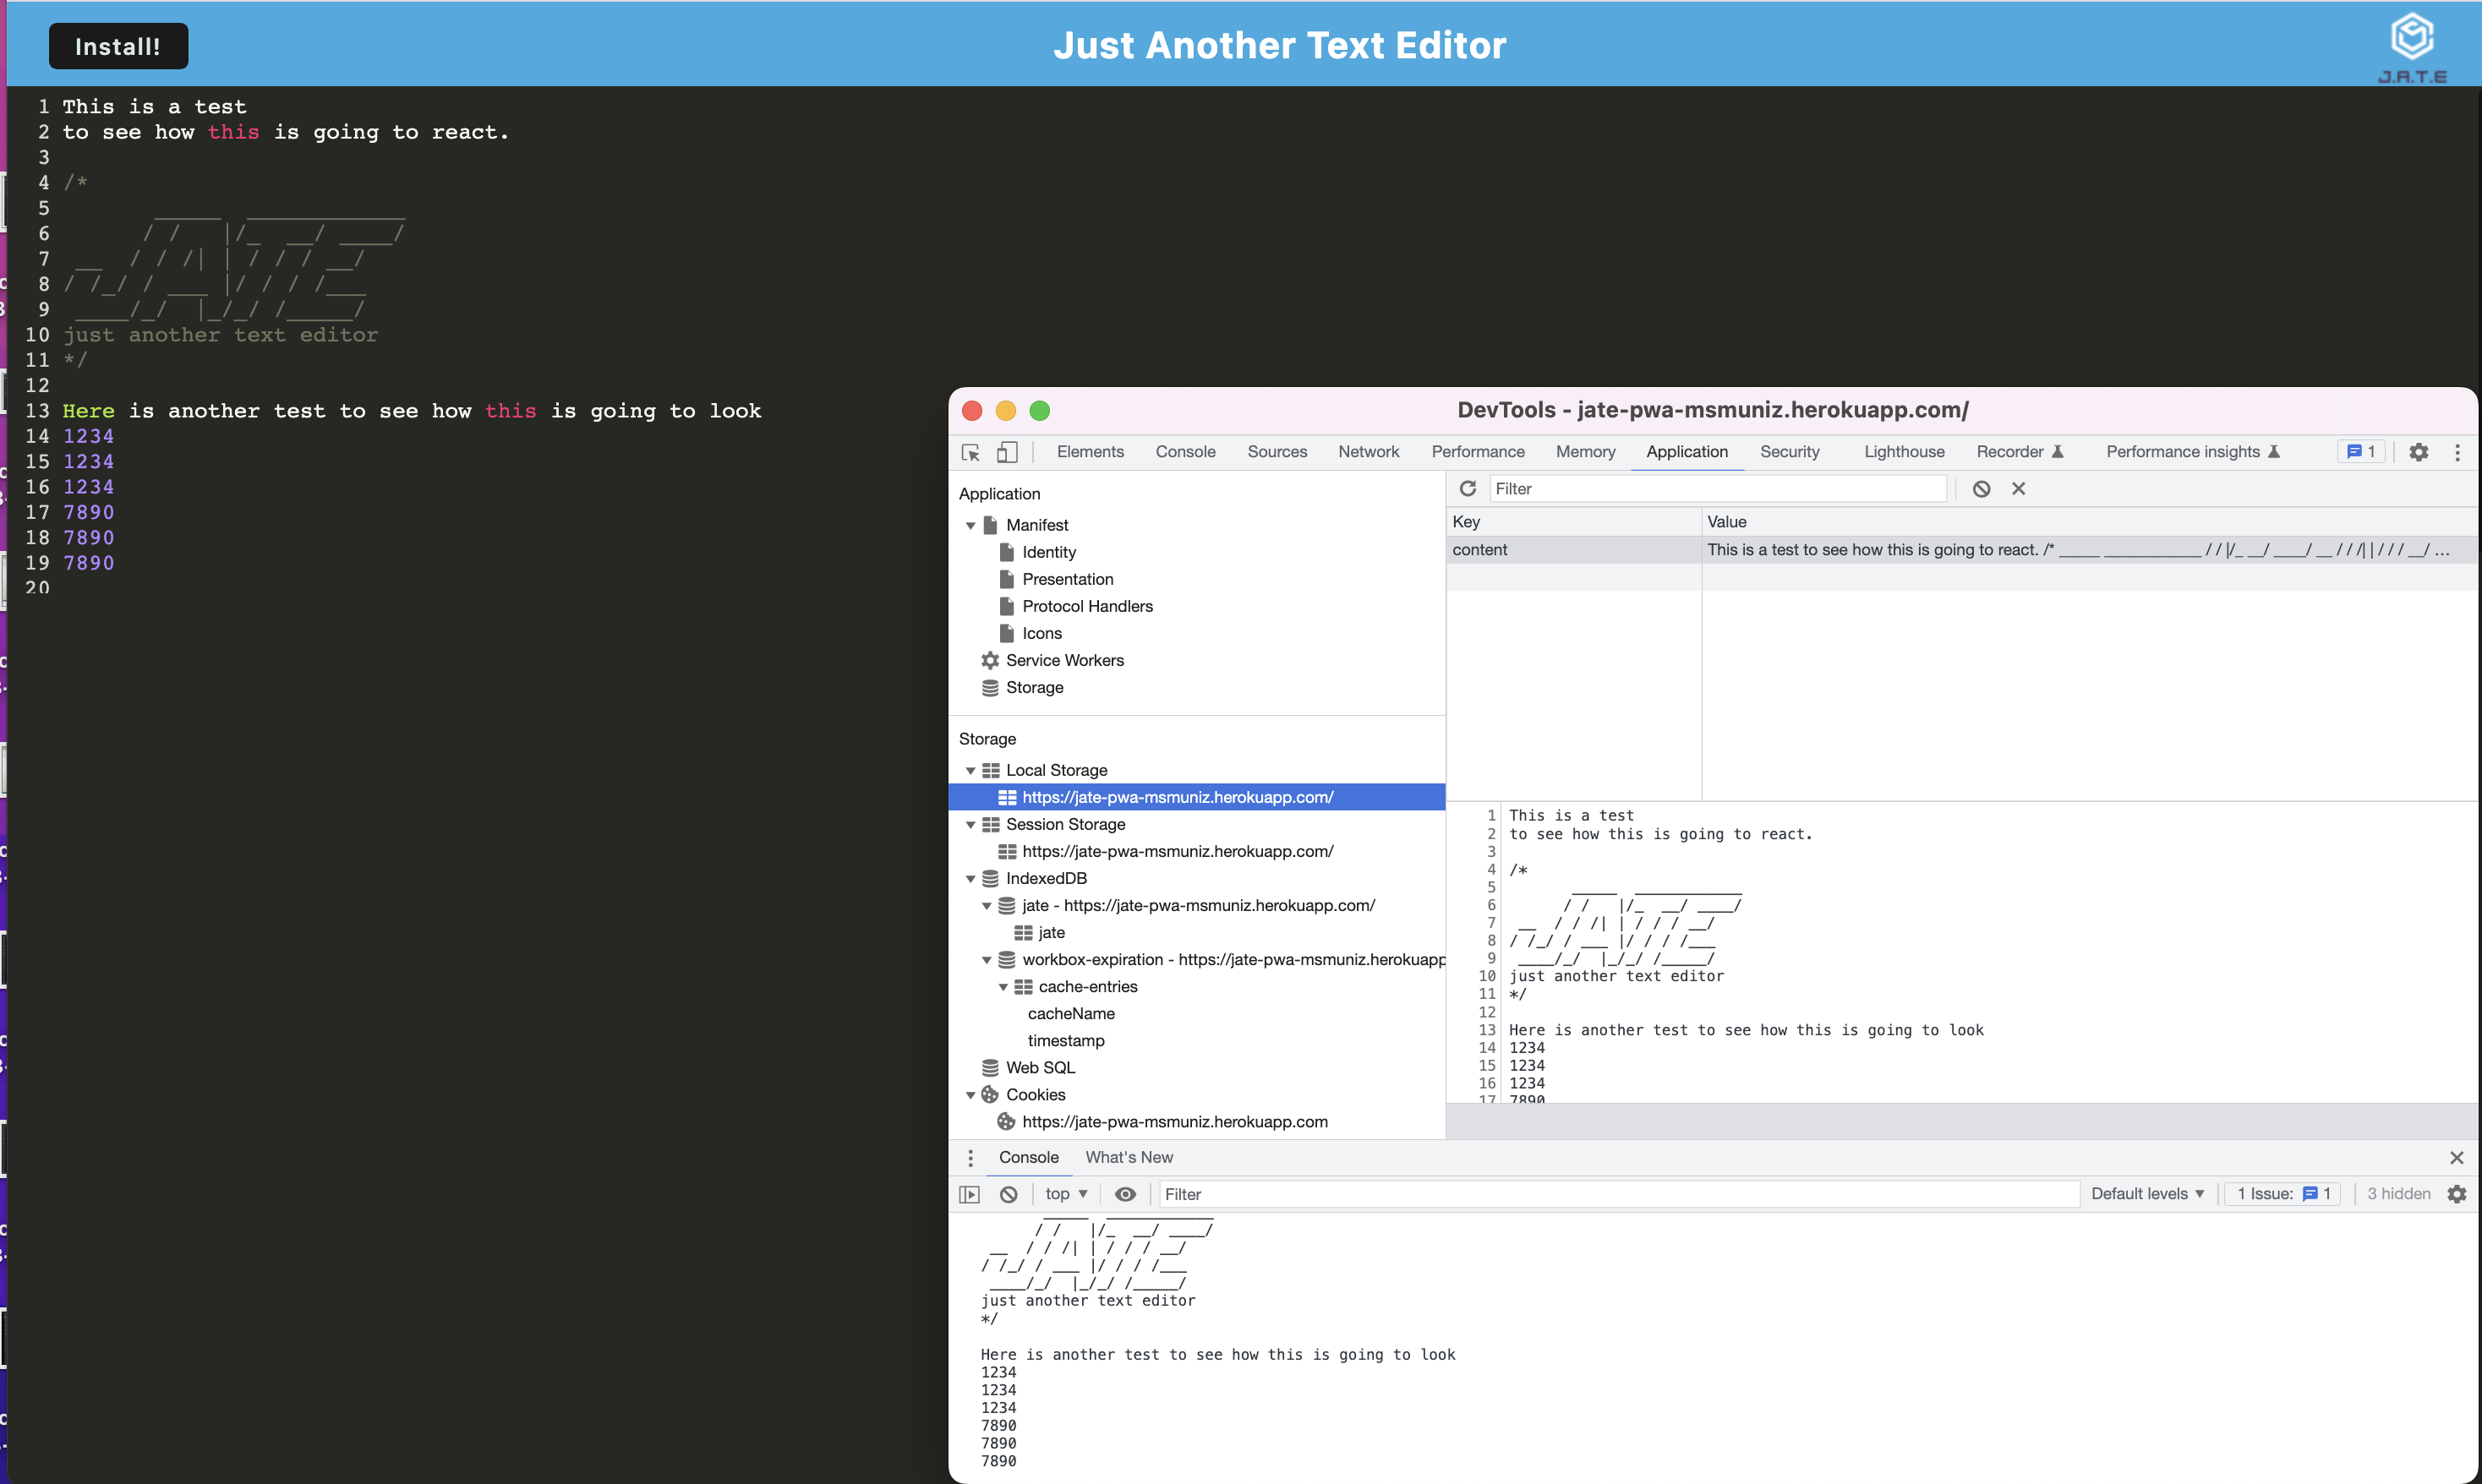 Install!
Just Another Text Editor
J.A.T.E
1 This is a test
2 to see how this is going to react.
3
4 /*
5        _____  ____________
6       / /   |/_  __/ ____/
7  __  / / /| | / / / __/
8 / /_/ / ___ |/ / / /___
9  ____/_/  |_/_/ /_____/
10 just another text editor
11 */
12
13 Here is another test to see how this is going to look
14 1234
15 1234
16 1234
17 7890
18 7890
19 7890
20
DevTools - jate-pwa-msmuniz.herokuapp.com/
Elements Console Sources Network Performance Memory Application Security Lighthouse Recorder Performance insights 1
Application
Manifest
Identity
Presentation
Protocol Handlers
Icons
Service Workers
Storage
Storage
Local Storage
https://jate-pwa-msmuniz.herokuapp.com/
Session Storage
https://jate-pwa-msmuniz.herokuapp.com/
IndexedDB
jate - https://jate-pwa-msmuniz.herokuapp.com/
jate
workbox-expiration - https://jate-pwa-msmuniz.herokuapp
cache-entries
cacheName
timestamp
Web SQL
Cookies
https://jate-pwa-msmuniz.herokuapp.com
Filter
Key Value
content This is a test to see how this is going to react. /* _____ ____________ / / |/_ __/ ____/ __ / / /| | / / / __/ …
1 This is a test
2 to see how this is going to react.
3
4 /*
5        _____  ____________
6       / /   |/_  __/ ____/
7  __  / / /| | / / / __/
8 / /_/ / ___ |/ / / /___
9  ____/_/  |_/_/ /_____/
10 just another text editor
11 */
12
13 Here is another test to see how this is going to look
14 1234
15 1234
16 1234
17 7890
Console What's New
top Filter Default levels 1 Issue: 1 3 hidden
       _____  ____________
      / /   |/_  __/ ____/
 __  / / /| | / / / __/
/ /_/ / ___ |/ / / /___
 ____/_/  |_/_/ /_____/
just another text editor
*/
Here is another test to see how this is going to look
1234
1234
1234
7890
7890
7890